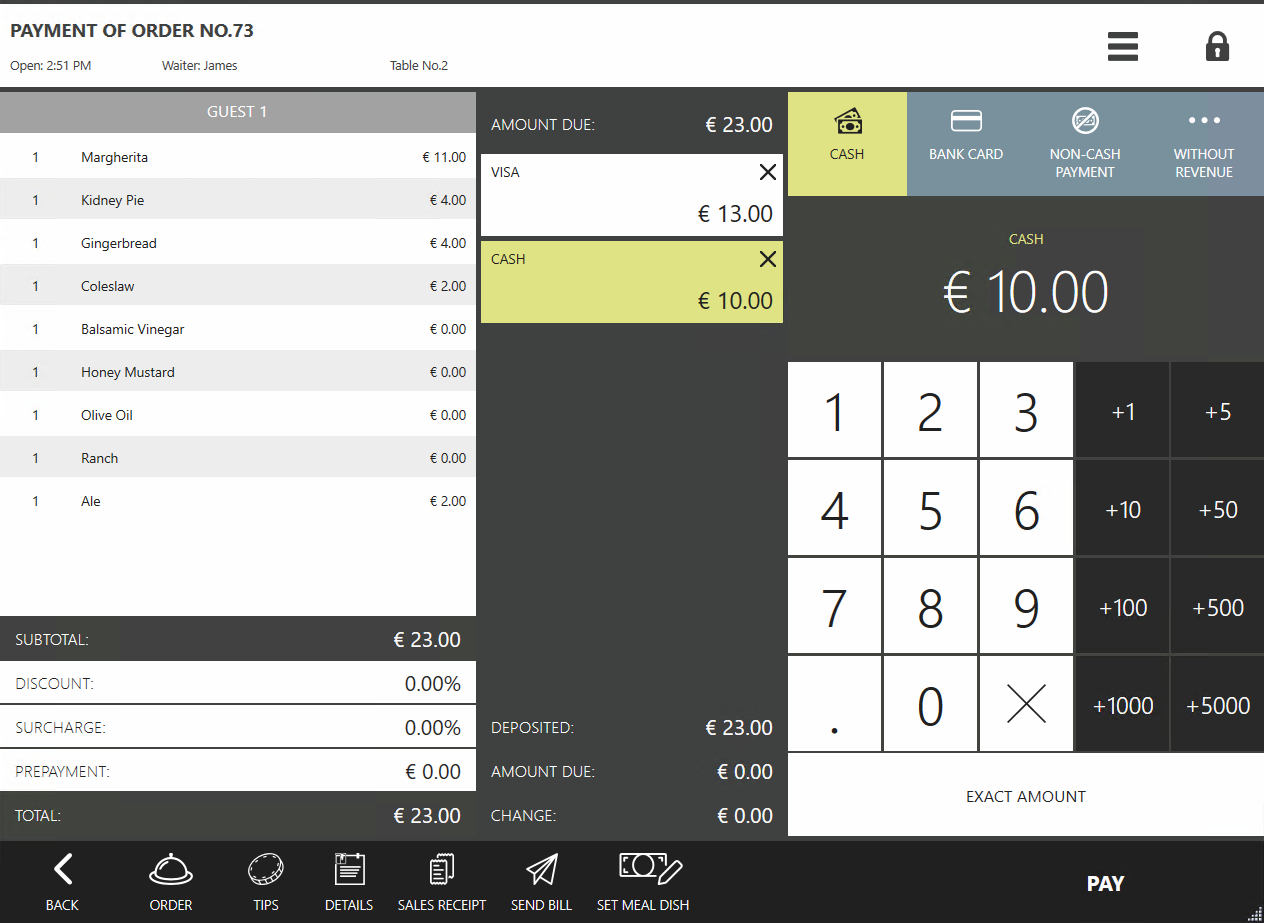 PAYMENT OF ORDER NO.73
Open: 2:51 PM Waiter: James Table No.2
GUEST 1
1 Margherita € 11.00
1 Kidney Pie € 4.00
1 Gingerbread € 4.00
1 Coleslaw € 2.00
1 Balsamic Vinegar € 0.00
1 Honey Mustard € 0.00
1 Olive Oil € 0.00
1 Ranch € 0.00
1 Ale € 2.00
SUBTOTAL: € 23.00
DISCOUNT: 0.00%
SURCHARGE: 0.00%
PREPAYMENT: € 0.00
TOTAL: € 23.00
AMOUNT DUE: € 23.00
VISA
€ 13.00
CASH
€ 10.00
DEPOSITED: € 23.00
AMOUNT DUE: € 0.00
CHANGE: € 0.00
CASH
BANK CARD
NON-CASH
PAYMENT
WITHOUT
REVENUE
CASH
€ 10.00
1 2 3 +1 +5
4 5 6 +10 +50
7 8 9 +100 +500
. 0 +1000 +5000
EXACT AMOUNT
BACK ORDER TIPS DETAILS SALES RECEIPT SEND BILL SET MEAL DISH
PAY